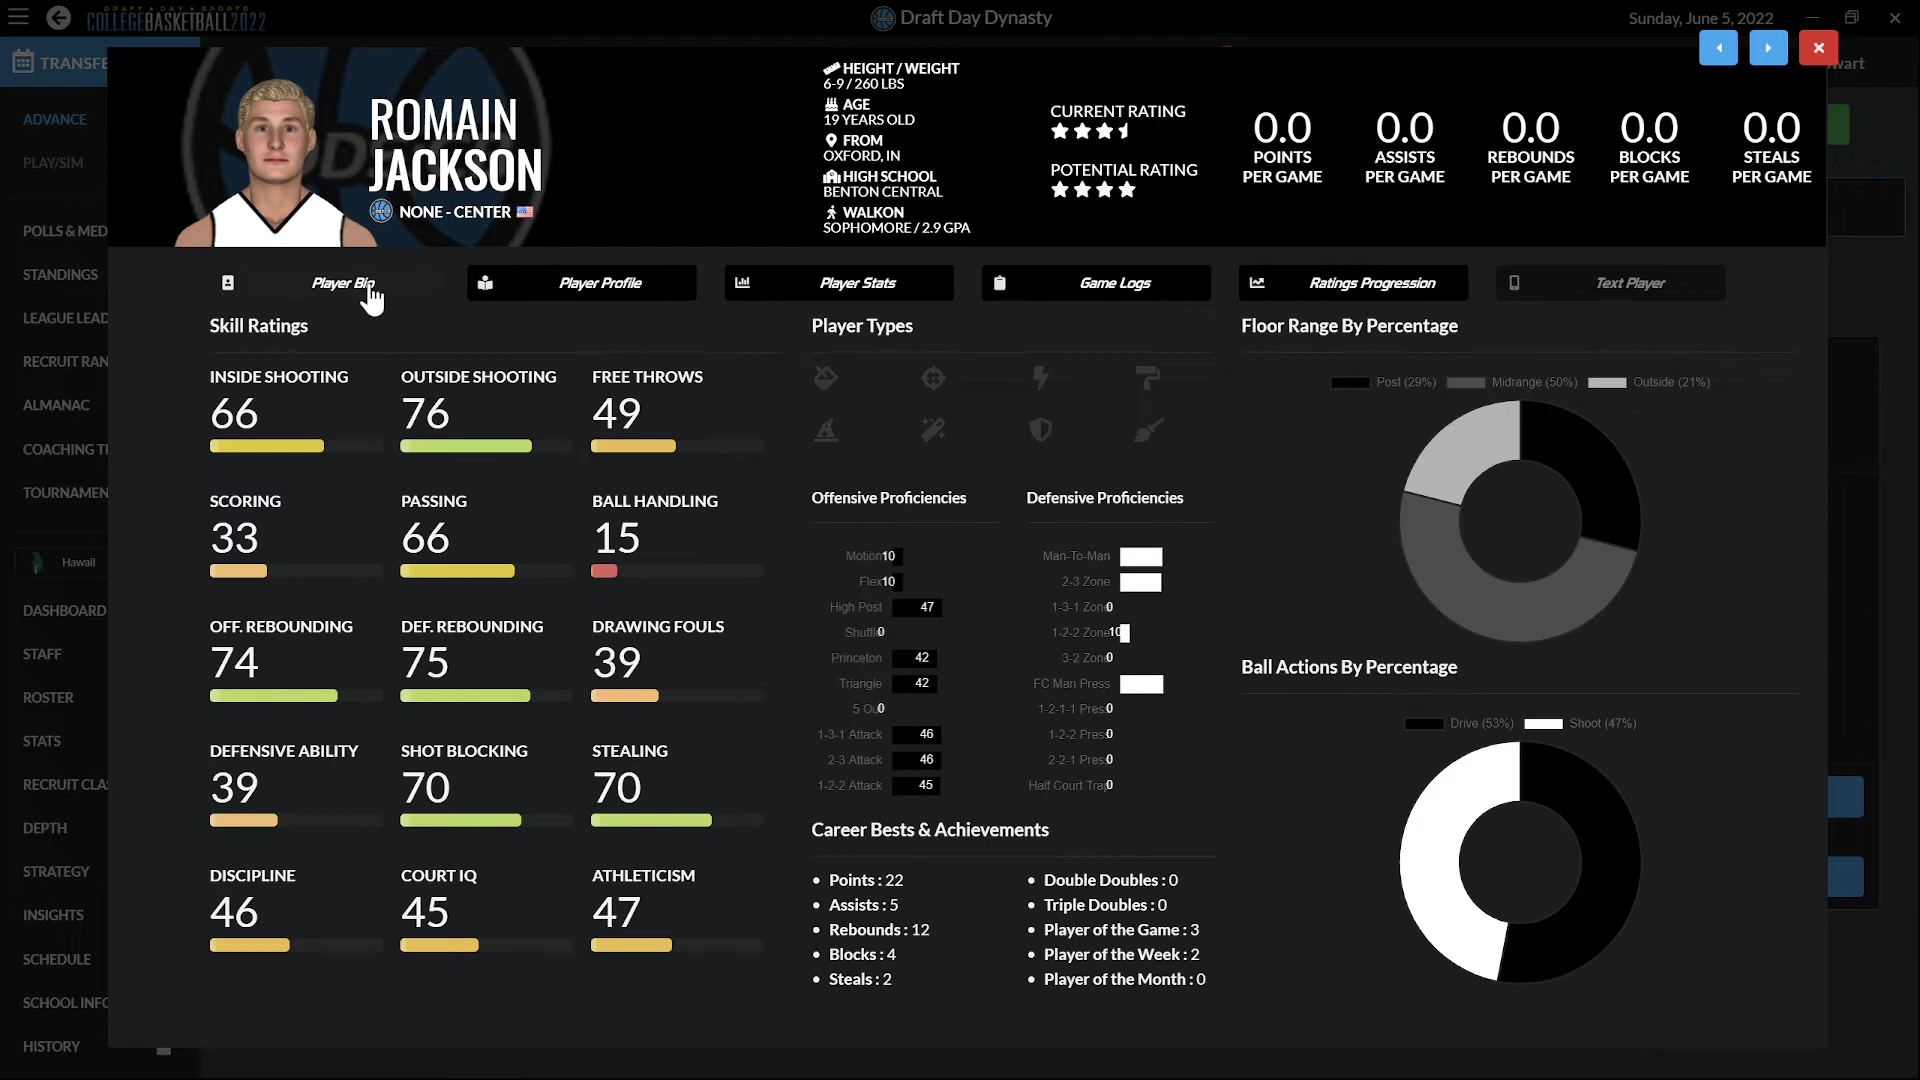 DRAFT · DAY · SPORTS
COLLEGE BASKETBALL 2022
Draft Day Dynasty
Sunday, June 5, 2022
TRANSFE
wart
ADVANCE
PLAY/SIM
POLLS & MED
STANDINGS
LEAGUE LEAD
RECRUIT RAN
ALMANAC
COACHING T
TOURNAMEN
Hawaii
DASHBOARD
STAFF
ROSTER
STATS
RECRUIT CLAS
DEPTH
STRATEGY
INSIGHTS
SCHEDULE
SCHOOL INFO
HISTORY
ROMAIN
JACKSON
NONE - CENTER
HEIGHT / WEIGHT
6-9 / 260 LBS
AGE
19 YEARS OLD
FROM
OXFORD, IN
HIGH SCHOOL
BENTON CENTRAL
WALKON
SOPHOMORE / 2.9 GPA
CURRENT RATING
POTENTIAL RATING
0.0 POINTS PER GAME
0.0 ASSISTS PER GAME
0.0 REBOUNDS PER GAME
0.0 BLOCKS PER GAME
0.0 STEALS PER GAME
Player Bio
Player Profile
Player Stats
Game Logs
Ratings Progression
Text Player
Skill Ratings
INSIDE SHOOTING OUTSIDE SHOOTING FREE THROWS
66 76 49
SCORING PASSING BALL HANDLING
33 66 15
OFF. REBOUNDING DEF. REBOUNDING DRAWING FOULS
74 75 39
DEFENSIVE ABILITY SHOT BLOCKING STEALING
39 70 70
DISCIPLINE COURT IQ ATHLETICISM
46 45 47
Player Types
Offensive Proficiencies
Motion 10
Flex 10
High Post 47
Shuffle 0
Princeton 42
Triangle 42
5 Ou 0
1-3-1 Attack 46
2-3 Attack 46
1-2-2 Attack 45
Defensive Proficiencies
Man-To-Man
2-3 Zone
1-3-1 Zone 0
1-2-2 Zone 10
3-2 Zone 0
FC Man Press
1-2-1-1 Press 0
1-2-2 Press 0
2-2-1 Press 0
Half Court Trap 0
Career Bests & Achievements
Points : 22
Assists : 5
Rebounds : 12
Blocks : 4
Steals : 2
Double Doubles : 0
Triple Doubles : 0
Player of the Game : 3
Player of the Week : 2
Player of the Month : 0
Floor Range By Percentage
Post (29%) Midrange (50%) Outside (21%)
Ball Actions By Percentage
Drive (53%) Shoot (47%)